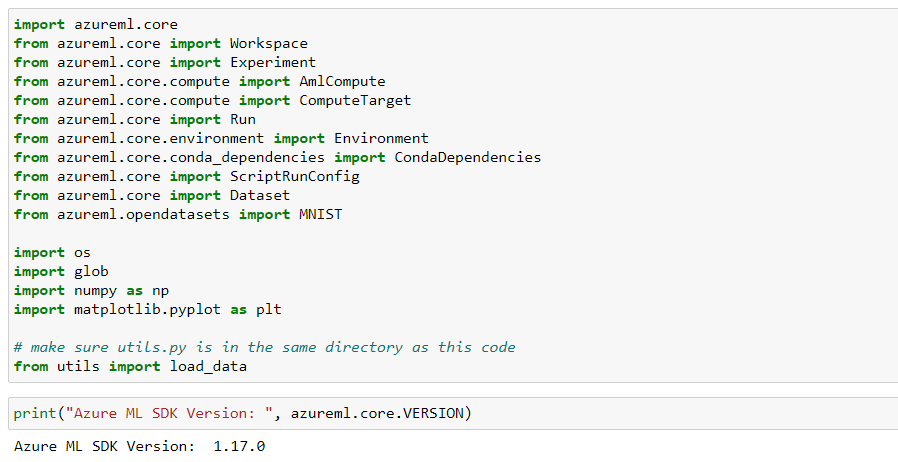 import azureml.core
from azureml.core import Workspace
from azureml.core import Experiment
from azureml.core.compute import AmlCompute
from azureml.core.compute import ComputeTarget
from azureml.core import Run
from azureml.core.environment import Environment
from azureml.core.conda_dependencies import CondaDependencies
from azureml.core import ScriptRunConfig
from azureml.core import Dataset
from azureml.opendatasets import MNIST
import os
import glob
import numpy as np
import matplotlib.pyplot as plt
# make sure utils.py is in the same directory as this code
from utils import load_data
print("Azure ML SDK Version: ", azureml.core.VERSION)
Azure ML SDK Version:  1.17.0